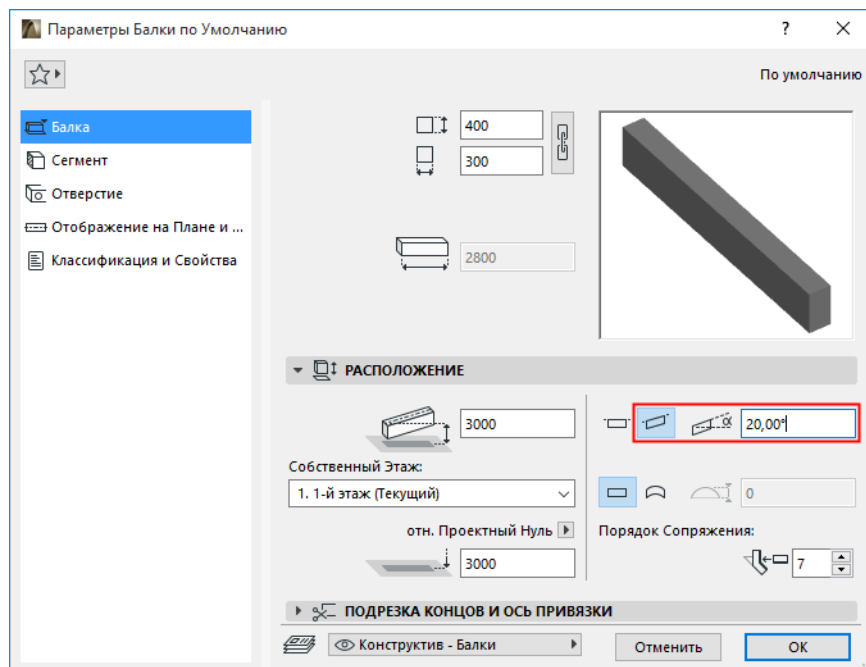 Параметры Балки по Умолчанию
?
По умолчанию
Балка
Сегмент
Отверстие
Отображение на Плане и ...
Классификация и Свойства
400
300
2800
РАСПОЛОЖЕНИЕ
3000
α
20,00°
Собственный Этаж:
1. 1-й этаж (Текущий)
0
отн. Проектный Нуль
Порядок Сопряжения:
3000
7
ПОДРЕЗКА КОНЦОВ И ОСЬ ПРИВЯЗКИ
Конструктив - Балки
Отменить
ОК